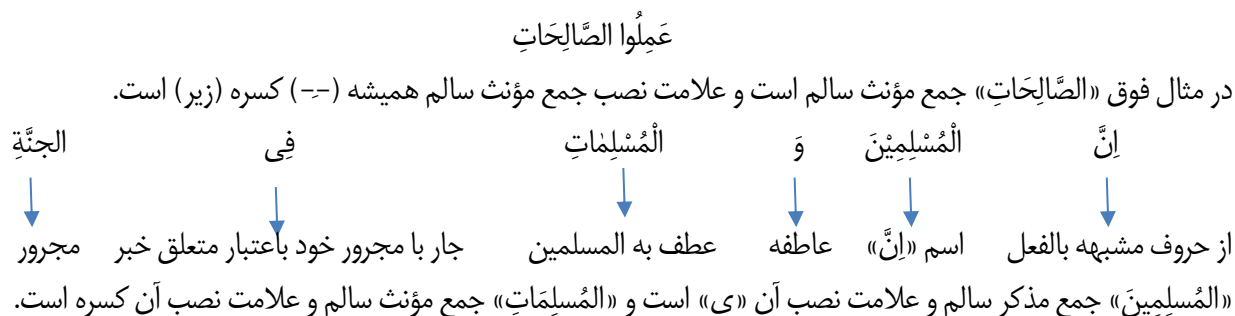 عَمِلُوا الصَّالِحَاتِ
در مثال فوق «الصَّالِحَاتِ» جمع مؤنث سالم است و علامت نصب جمع مؤنث سالم همیشه (-ِ-) کسره (زیر) است.
اِنَّ الْمُسْلِمِيْنَ وَ الْمُسْلِمٰاتِ فِى الجنَّةِ
از حروف مشبهه بالفعل اسم «اِنَّ» عاطفه عطف به المسلمین جار با مجرور خود باعتبار متعلق خبر مجرور
«المُسلِمِینَ» جمع مذکر سالم و علامت نصب آن «ی» است و «المُسلِمَاتِ» جمع مؤنث سالم و علامت نصب آن کسره است.